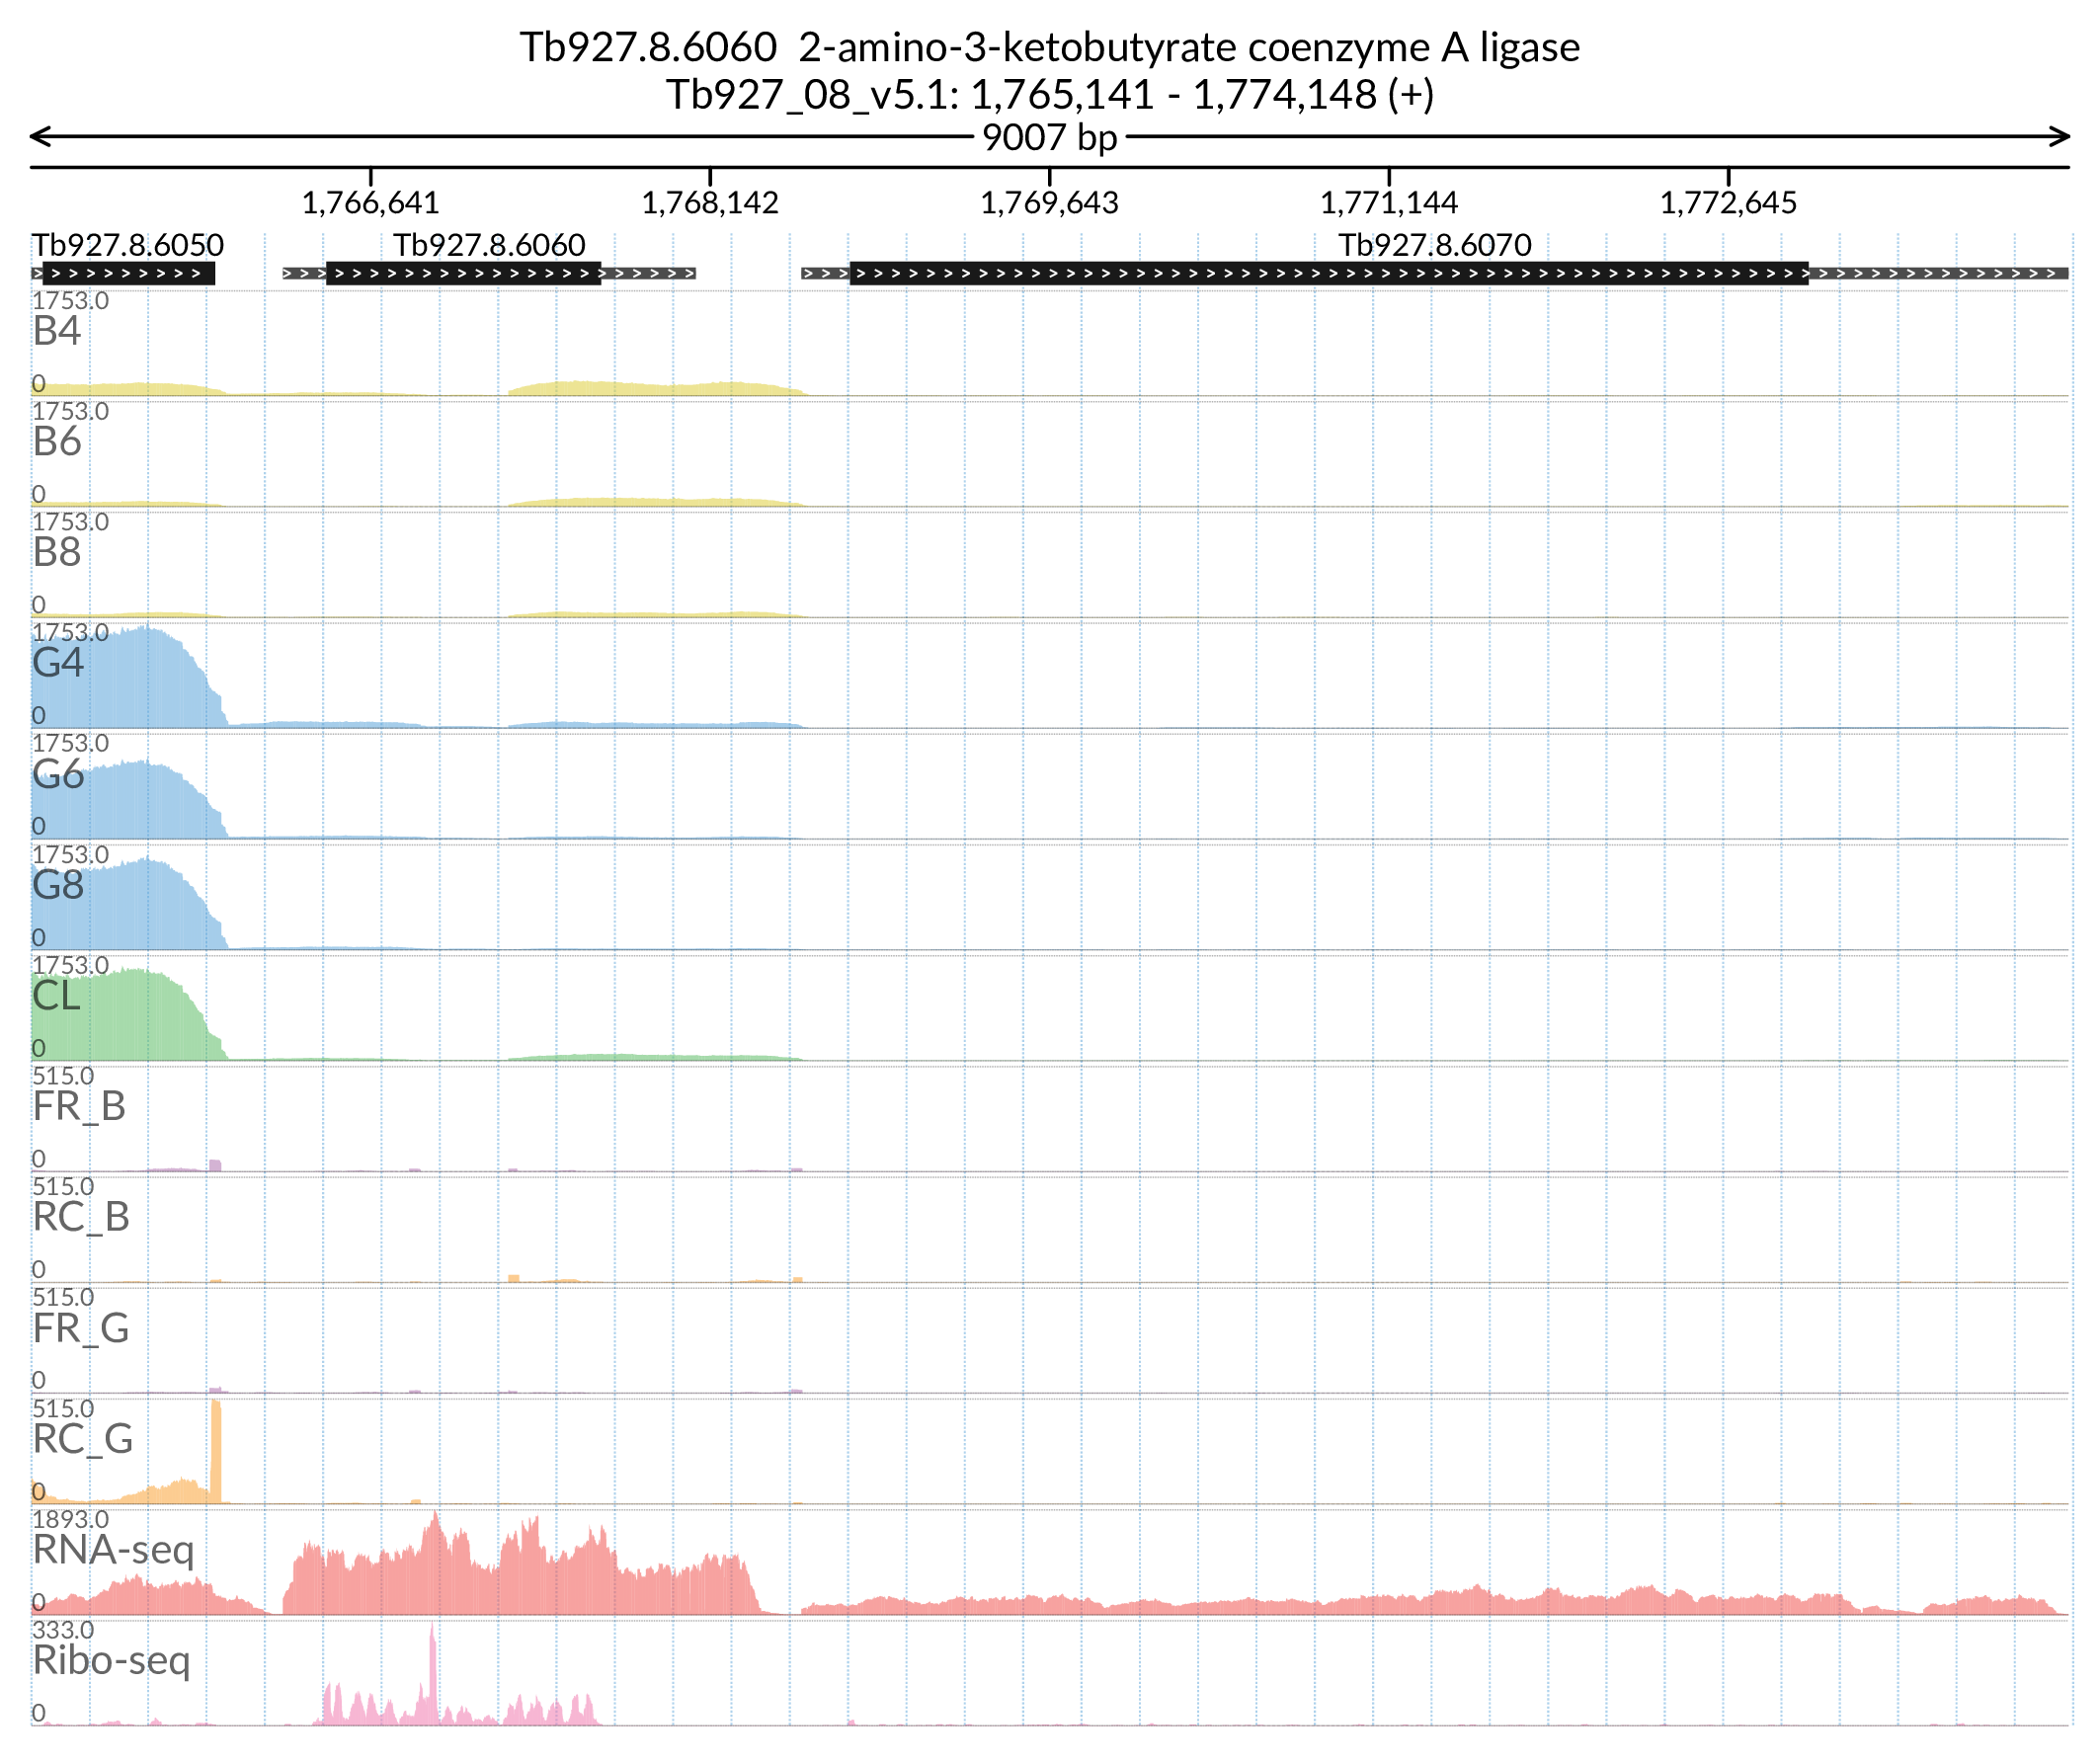 Tb927.8.6060  2-amino-3-ketobutyrate coenzyme A ligase
Tb927_08_v5.1: 1,765,141 - 1,774,148 (+)
9007 bp
1,766,641 1,768,142 1,769,643 1,771,144 1,772,645
Tb927.8.6050 Tb927.8.6060 Tb927.8.6070
1753.0
B4
0
1753.0
B6
0
1753.0
B8
0
1753.0
G4
0
1753.0
G6
0
1753.0
G8
0
1753.0
CL
0
515.0
FR_B
0
515.0
RC_B
0
515.0
FR_G
0
515.0
RC_G
0
1893.0
RNA-seq
0
333.0
Ribo-seq
0